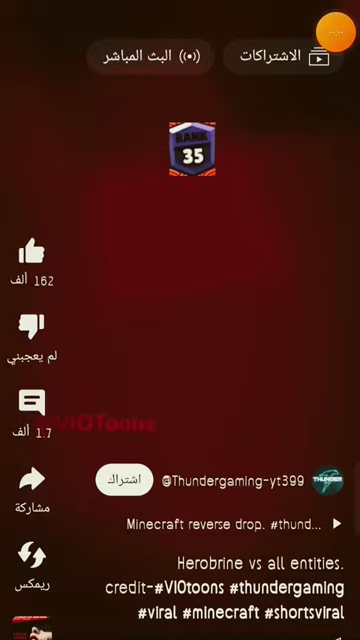 الاشتراكات
البث المباشر
RANK
35
162 ألف
لم يعجبني
VIOToons
1.7 ألف
مشاركة
ريمكس
اشتراك
@Thundergaming-yt399
THUNDER
Minecraft reverse drop. #thund...
Herobrine vs all entities.
credit-#VIOtoons #thundergaming
#viral #minecraft #shortsviral